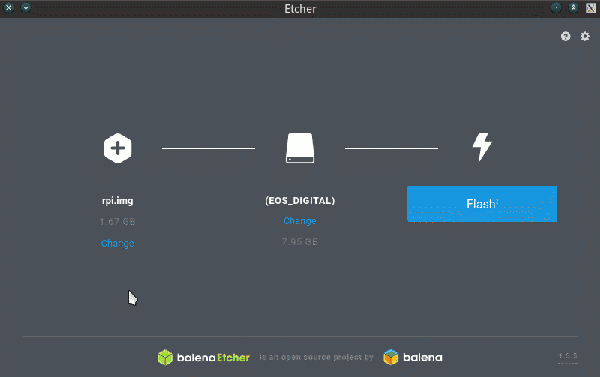 Etcher
rpi.img
1.67 GB
Change
(EOS_DIGITAL)
Change
7.95 GB
Flash!
balenaEtcher is an open source project by balena
1.5.5